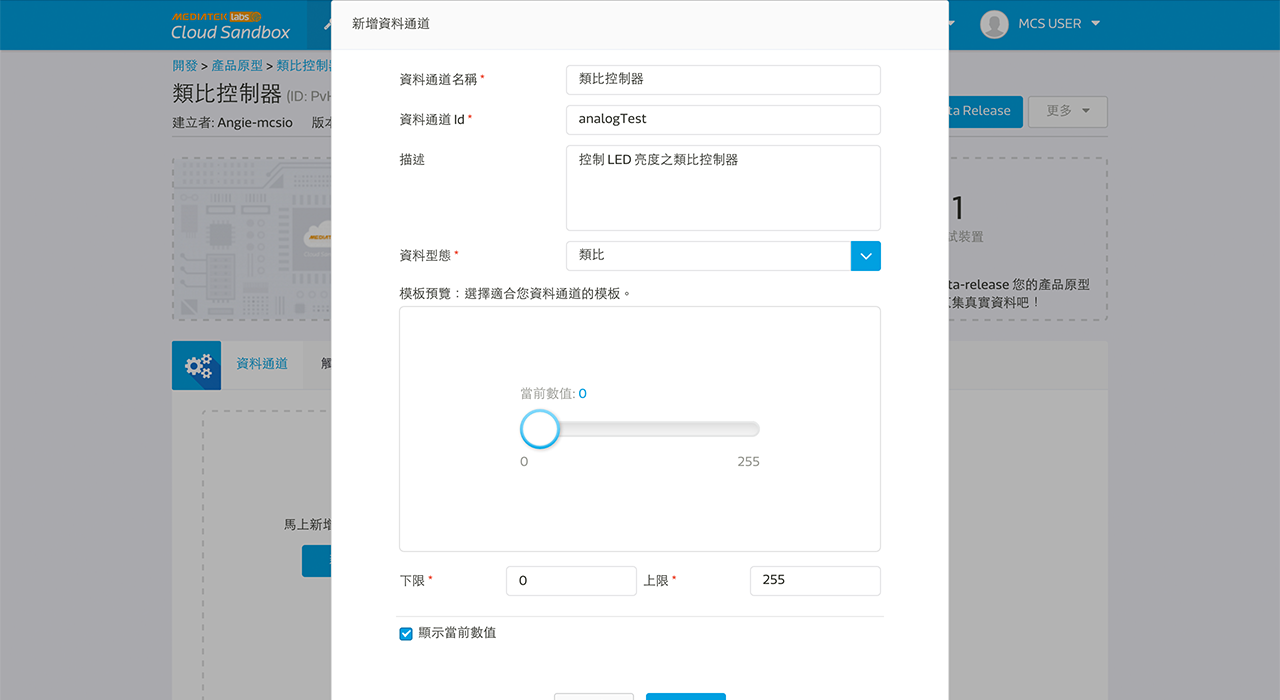 MEDIATEK labs
Cloud Sandbox
MCS USER
開發 > 產品原型 > 類比控制
類比控制器 (ID:
建立者: Angie-mcsio 版本
Release
更多
1
試裝置
ta-release 您的產品原型
集真實資料吧！
資料通道
馬上新增
新增資料通道
資料通道名稱*
類比控制器
資料通道 Id*
analogTest
描述
控制 LED 亮度之類比控制器
資料型態*
類比
模板預覽：選擇適合您資料通道的模板。
當前數值: 0
0 255
下限* 0 上限* 255
顯示當前數值